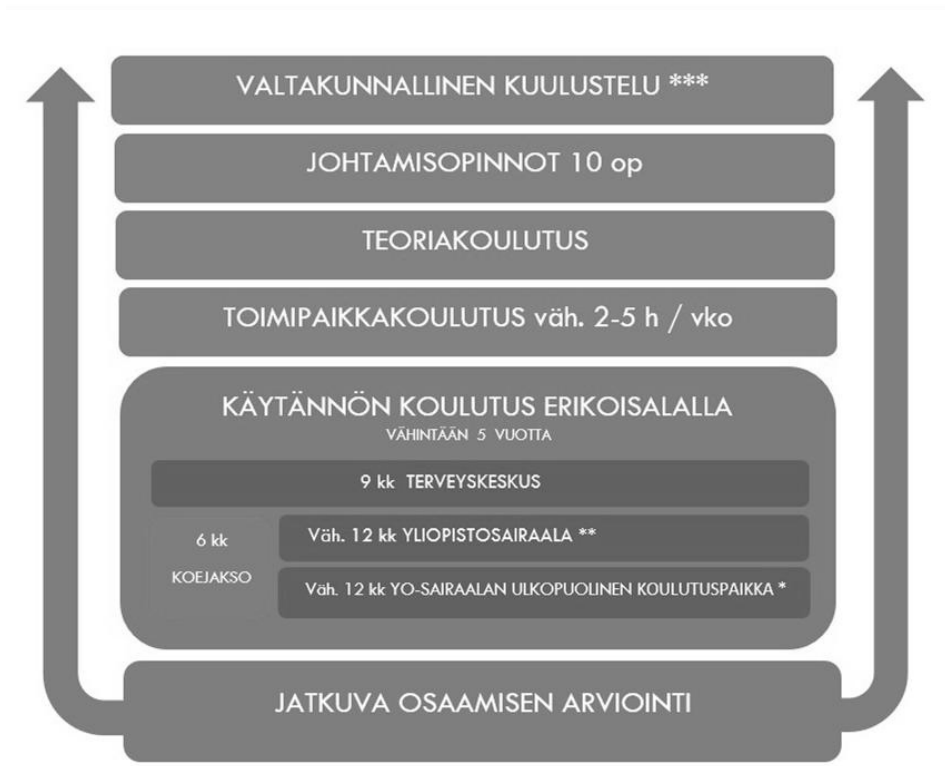 VALTAKUNNALLINEN KUULUSTELU ***
JOHTAMISOPINNOT 10 op
TEORIAKOULUTUS
TOIMIPAIKKAKOULUTUS väh. 2-5 h / vko
KÄYTÄNNÖN KOULUTUS ERIKOISALALLA
VÄHINTÄÄN 5 VUOTTA
9 kk TERVEYSKESKUS
6 kk
KOEJAKSO
Väh. 12 kk YLIOPISTOSAIRAALA **
Väh. 12 kk YO-SAIRAALAN ULKOPUOLINEN KOULUTUSPAIKKA *
JATKUVA OSAAMISEN ARVIOINTI